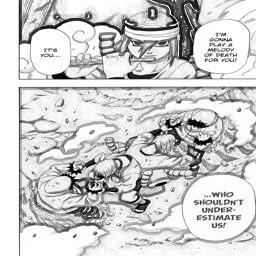 IT'S
YOU...
I'M
GONNA
PLAY A
MELODY
OF DEATH
FOR YOU!
...WHO
SHOULDN'T
UNDER-
ESTIMATE
US!